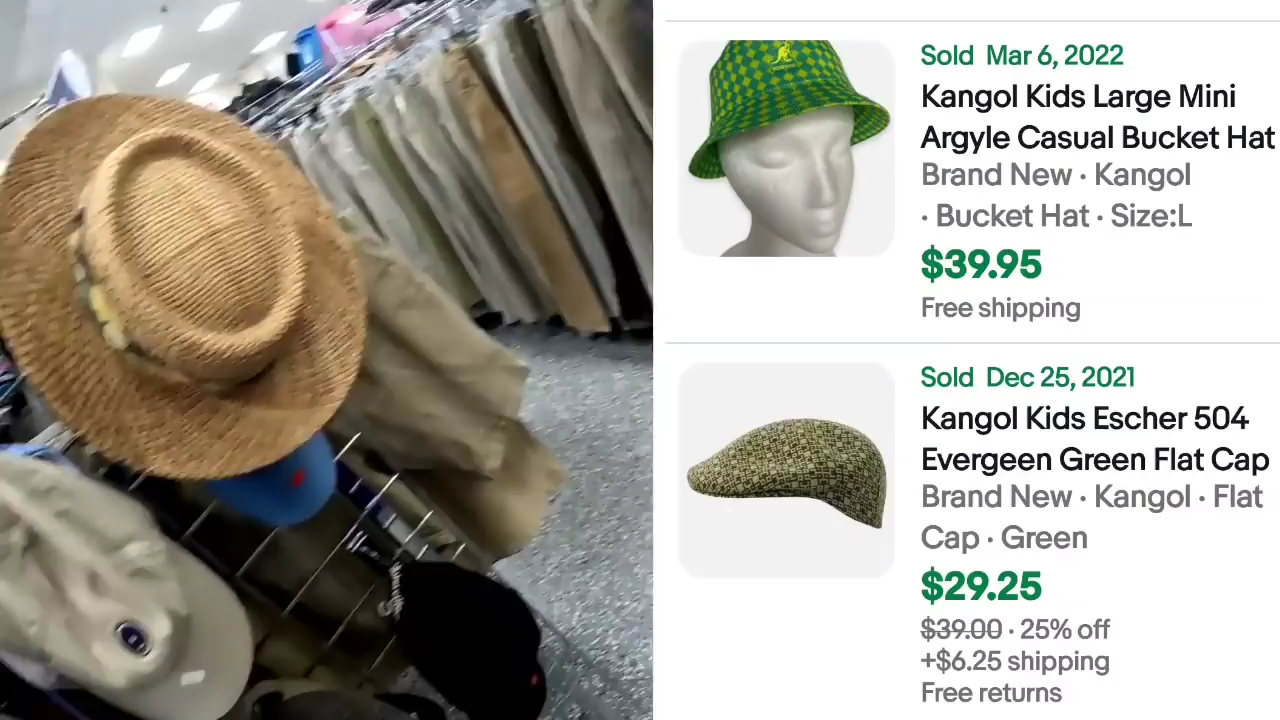 Sold Mar 6, 2022
Kangol Kids Large Mini
Argyle Casual Bucket Hat
Brand New · Kangol
· Bucket Hat · Size:L
$39.95
Free shipping
Sold Dec 25, 2021
Kangol Kids Escher 504
Evergeen Green Flat Cap
Brand New · Kangol · Flat
Cap · Green
$29.25
$39.00 · 25% off
+$6.25 shipping
Free returns